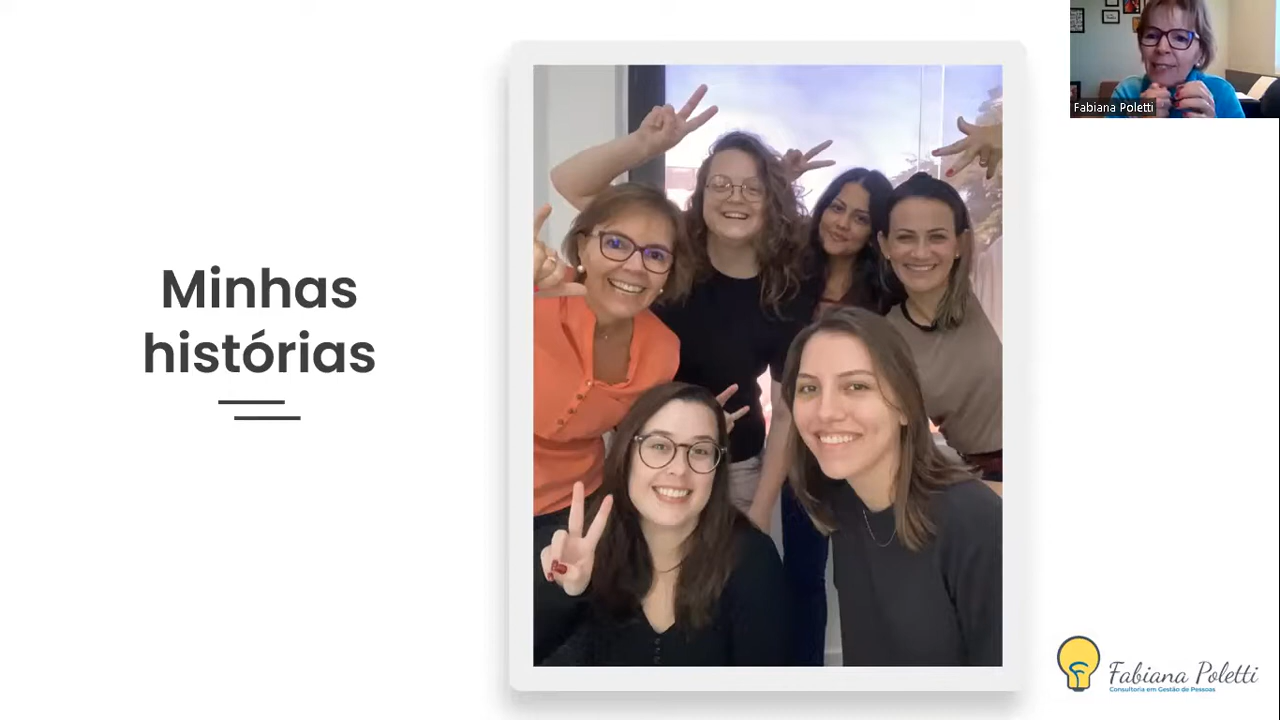 Fabiana Poletti
Minhas
histórias
Fabiana Poletti
Consultoria em Gestão de Pessoas